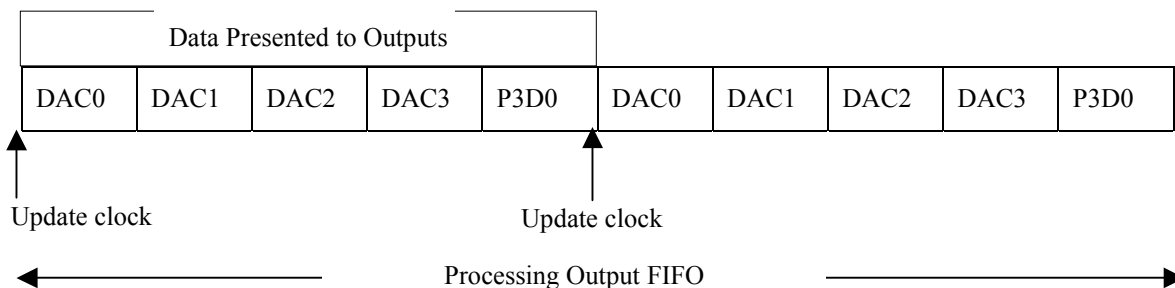 Data Presented to Outputs
DAC0 DAC1 DAC2 DAC3 P3D0 DAC0 DAC1 DAC2 DAC3 P3D0
Update clock Update clock
Processing Output FIFO